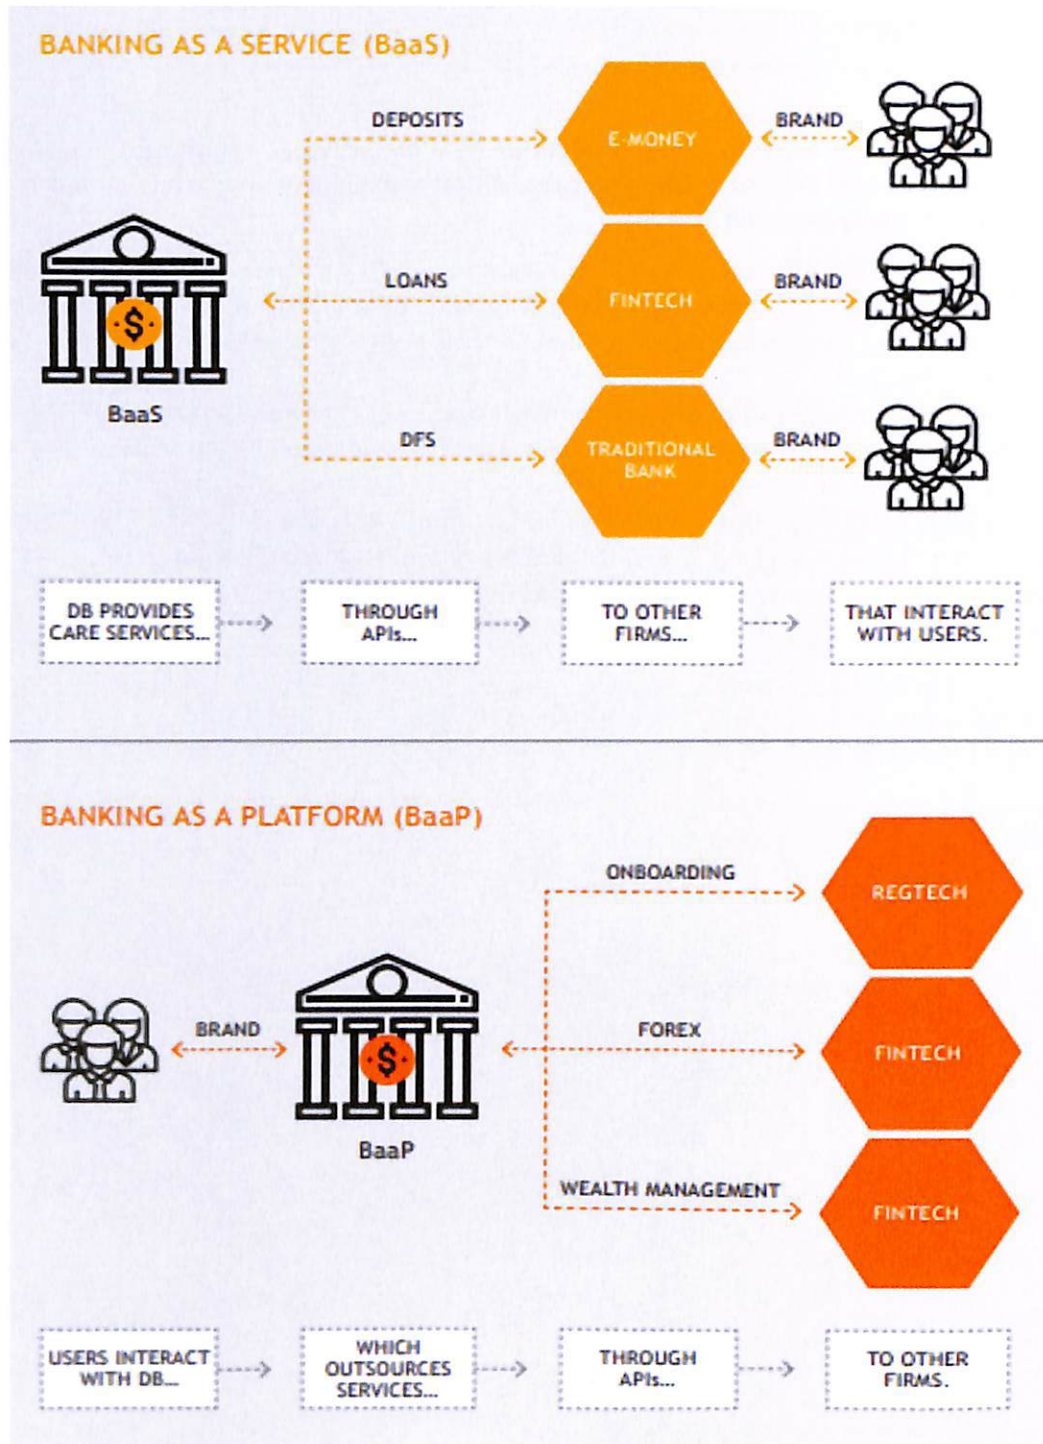 BANKING AS A SERVICE (BaaS)
DEPOSITS
E-MONEY
BRAND
LOANS
FINTECH
BRAND
BaaS
DFS
TRADITIONAL
BANK
BRAND
DB PROVIDES
CARE SERVICES...
THROUGH
APIs...
TO OTHER
FIRMS...
THAT INTERACT
WITH USERS.
BANKING AS A PLATFORM (BaaP)
ONBOARDING
REGTECH
BRAND
FOREX
FINTECH
BaaP
WEALTH MANAGEMENT
FINTECH
USERS INTERACT
WITH DB...
WHICH
OUTSOURCES
SERVICES...
THROUGH
APIs...
TO OTHER
FIRMS.